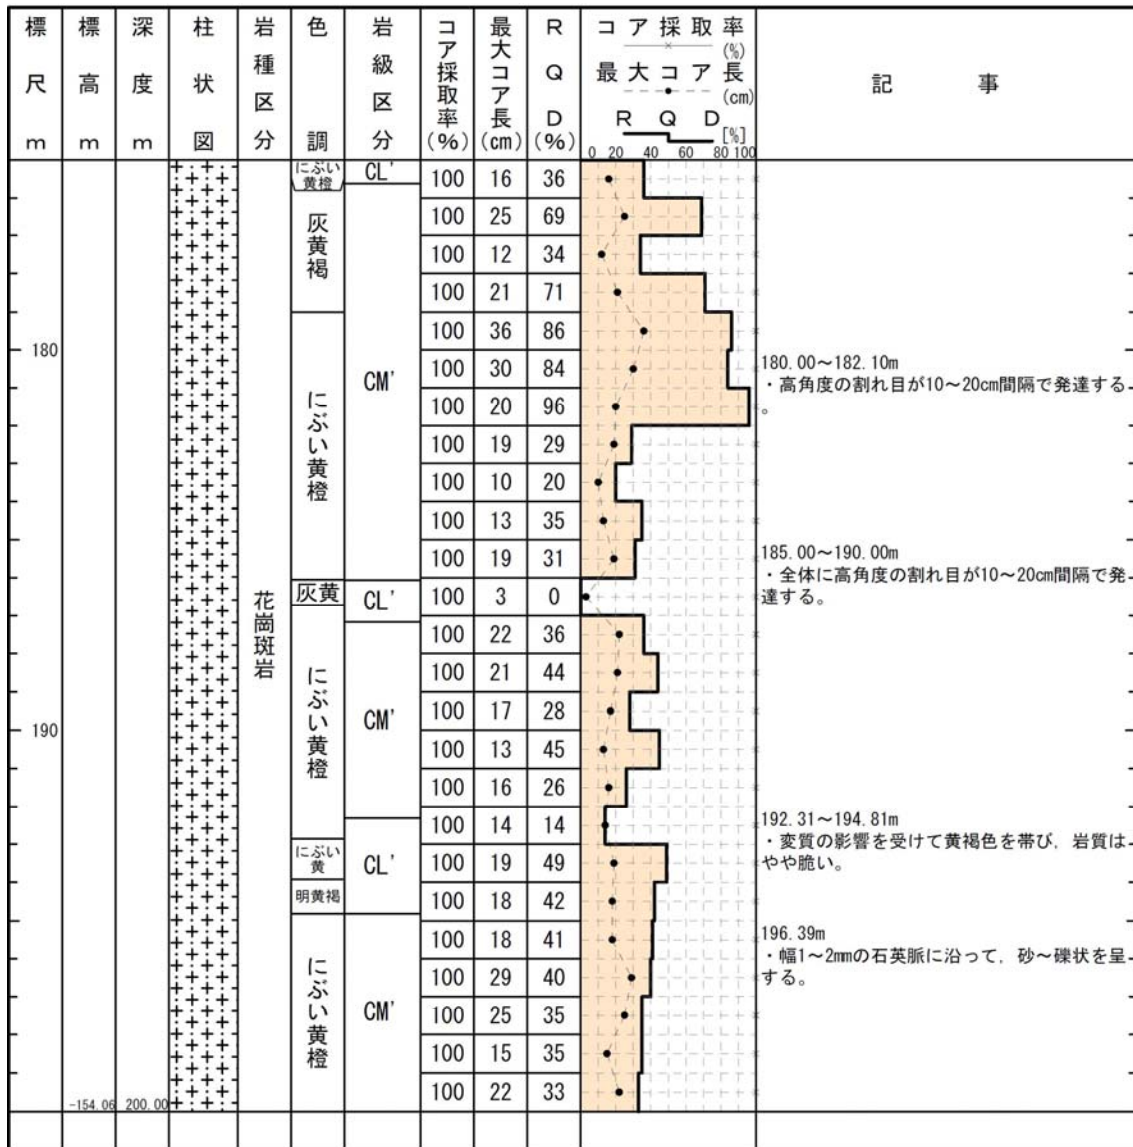 標尺 m
標高 m
深度 m
柱状図
岩種区分
色調
岩級区分
コア採取率(%)
最大コア長(cm)
RQD(%)
コア採取率(%)
最大コア長(cm)
RQD[%]
0 20 40 60 80 100
記事
にぶい黄橙 CL' 100 16 36
灰黄褐 100 25 69
100 12 34
100 21 71
にぶい黄橙 CM' 100 36 86
180
100 30 84
180.00～182.10m
・高角度の割れ目が10～20cm間隔で発達する
。
100 20 96
100 19 29
100 10 20
100 13 35
100 19 31
185.00～190.00m
・全体に高角度の割れ目が10～20cm間隔で発
達する。
花崗斑岩
灰黄 CL' 100 3 0
にぶい黄橙 CM' 100 22 36
100 21 44
100 17 28
190
100 13 45
100 16 26
100 14 14
192.31～194.81m
・変質の影響を受けて黄褐色を帯び，岩質は
やや脆い。
にぶい黄 CL' 100 19 49
明黄褐 100 18 42
にぶい黄橙 CM' 100 18 41
196.39m
・幅1～2mmの石英脈に沿って，砂～礫状を呈
する。
100 29 40
100 25 35
100 15 35
100 22 33
-154.06 200.00